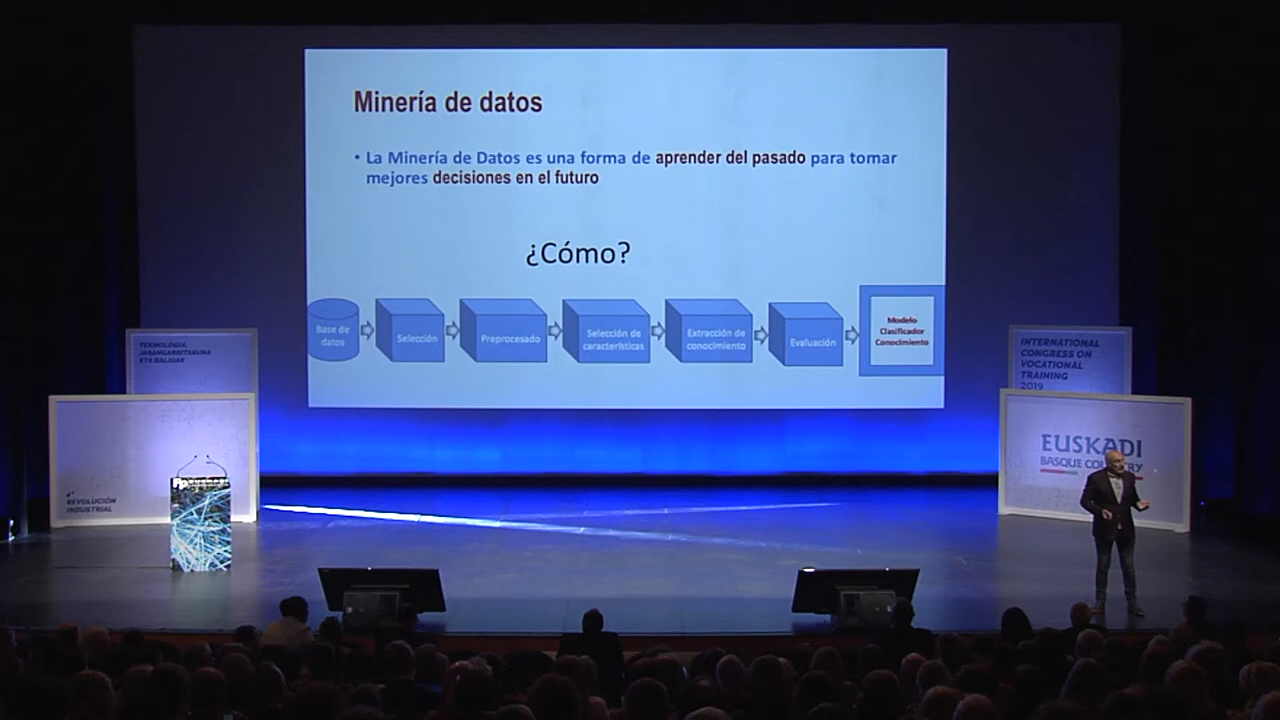 Minería de datos
• La Minería de Datos es una forma de aprender del pasado para tomar
mejores decisiones en el futuro
¿Cómo?
Base de
datos
Selección
Preprocesado
Selección de
características
Extracción de
conocimiento
Evaluación
Modelo
Clasificador
Conocimiento
TEKNOLOGIA,
JASANGARRITASUNA
ETA BALIOAK
4ª
REVOLUCIÓN
INDUSTRIAL
INTERNATIONAL
CONGRESS ON
VOCATIONAL
TRAINING
2019
EUSKADI
BASQUE COUNTRY